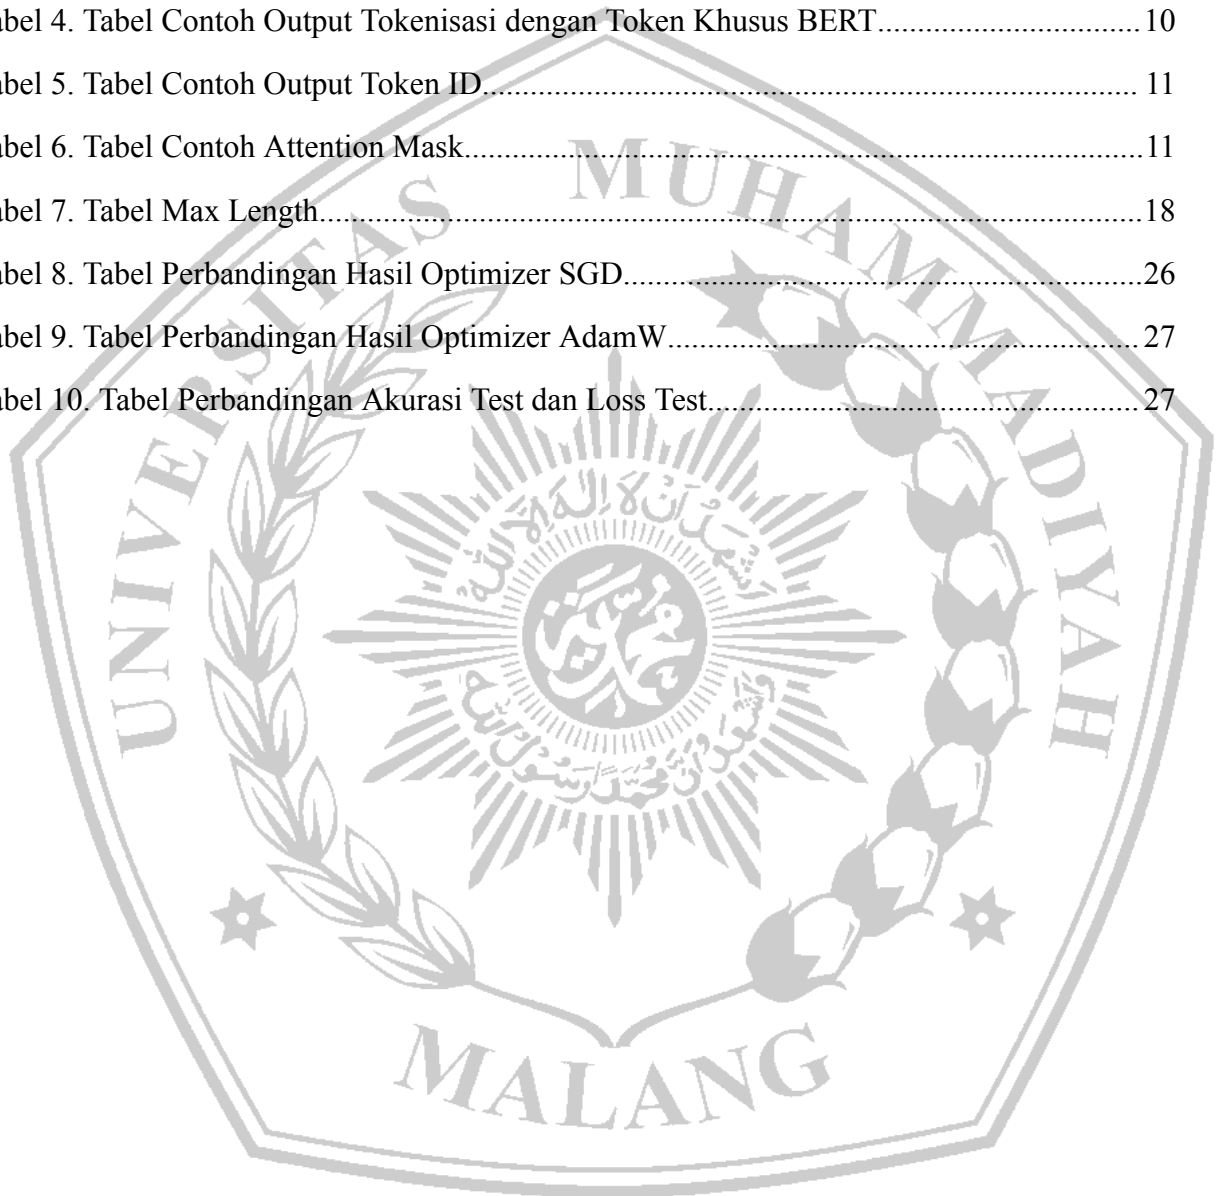 abel 4. Tabel Contoh Output Tokenisasi dengan Token Khusus BERT................................. 10
abel 5. Tabel Contoh Output Token ID.................................................................................. 11
abel 6. Tabel Contoh Attention Mask.....................................................................................11
abel 7. Tabel Max Length.......................................................................................................18
abel 8. Tabel Perbandingan Hasil Optimizer SGD.................................................................26
abel 9. Tabel Perbandingan Hasil Optimizer AdamW........................................................... 27
abel 10. Tabel Perbandingan Akurasi Test dan Loss Test...................................................... 27
UNIVERSITAS MUHAMMADIYAH
MALANG